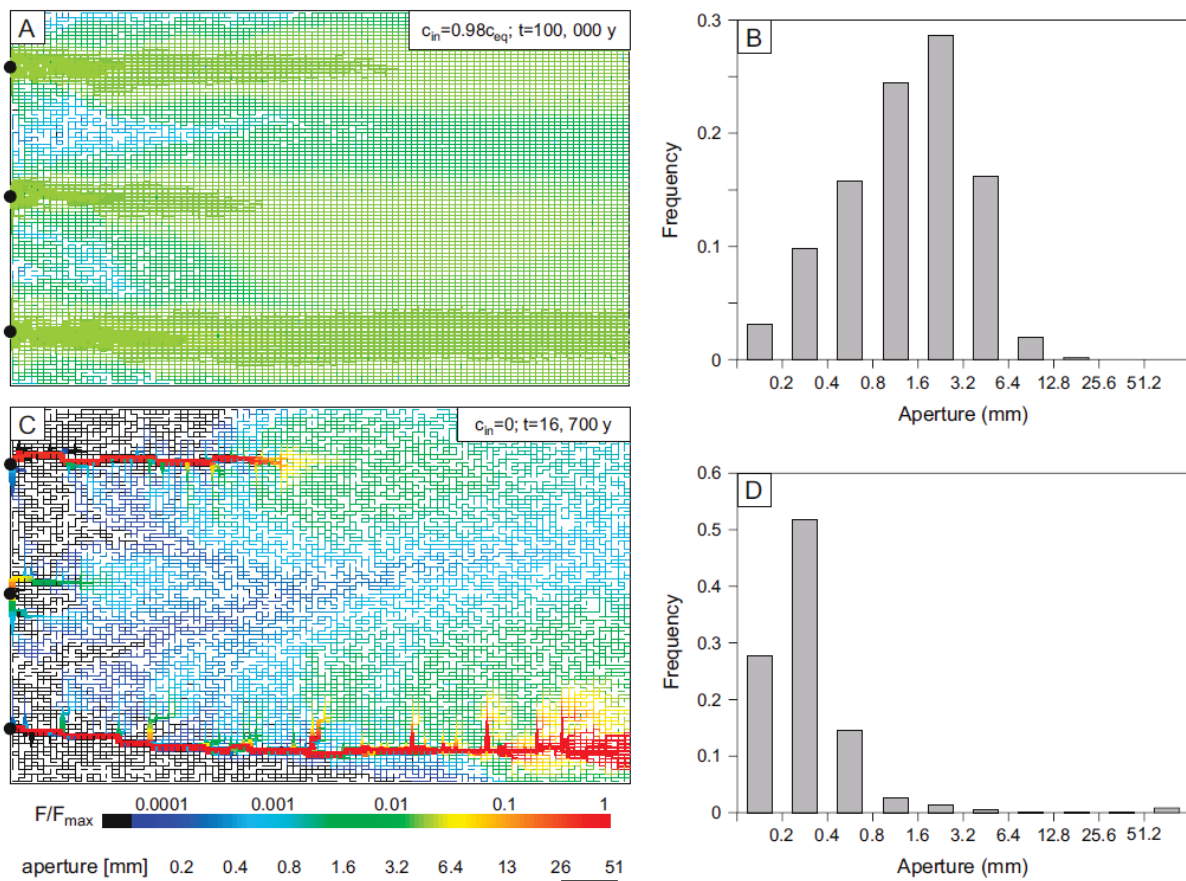 A
c_in=0.98c_eq; t=100, 000 y
B
0.3
0.2
0.1
0
Frequency
0.2 0.4 0.8 1.6 3.2 6.4 12.8 25.6 51.2
Aperture (mm)
C
c_in=0; t=16, 700 y
D
0.6
0.5
0.4
0.3
0.2
0.1
0
Frequency
0.2 0.4 0.8 1.6 3.2 6.4 12.8 25.6 51.2
Aperture (mm)
F/F_max 0.0001 0.001 0.01 0.1 1
aperture [mm] 0.2 0.4 0.8 1.6 3.2 6.4 13 26 51